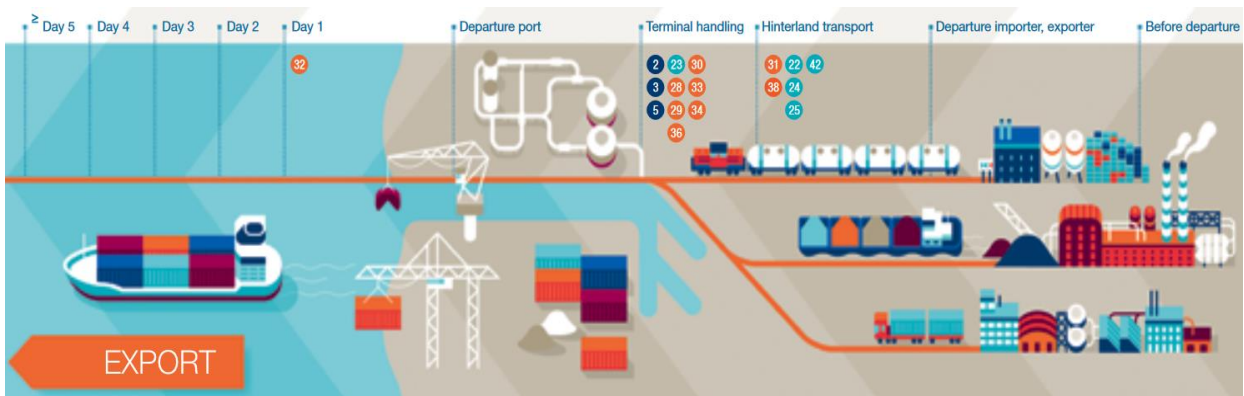 ≥ Day 5 Day 4 Day 3 Day 2 Day 1 Departure port Terminal handling Hinterland transport Departure importer, exporter Before departure
32 2 23 30 31 22 42
3 28 33 38 24
5 29 34 25
36
EXPORT